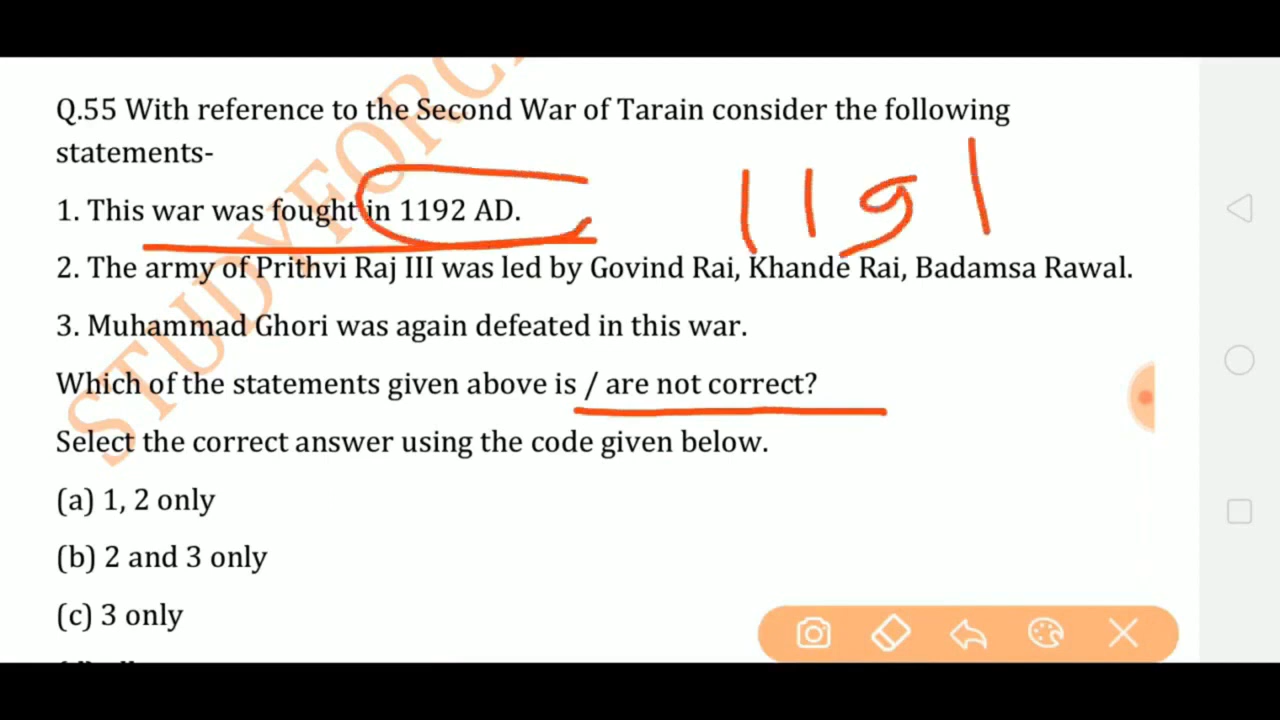 Q.55 With reference to the Second War of Tarain consider the following
statements-
1191
1. This war was fought in 1192 AD.
2. The army of Prithvi Raj III was led by Govind Rai, Khande Rai, Badamsa Rawal.
3. Muhammad Ghori was again defeated in this war.
Which of the statements given above is / are not correct?
Select the correct answer using the code given below.
(a) 1, 2 only
(b) 2 and 3 only
(c) 3 only